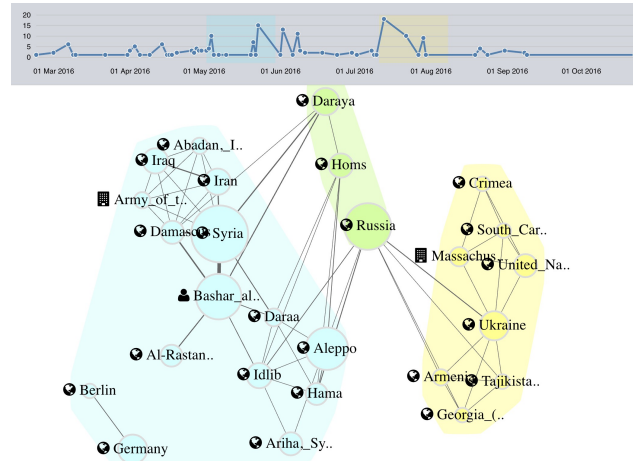 20
15
10
5
0
01 Mar 2016 01 Apr 2016 01 May 2016 01 Jun 2016 01 Jul 2016 01 Aug 2016 01 Sep 2016 01 Oct 2016
Daraya
Abadan,_I..
Iraq
Homs
Iran
Crimea
Army_of_t..
Russia
South_Car..
Damascus
Syria
Massachus
United_Na..
Bashar_al..
Daraa
Ukraine
Aleppo
Al-Rastan..
Idlib
Armenia
Tajikista..
Berlin
Hama
Georgia_(..
Germany
Ariha,_Sy..